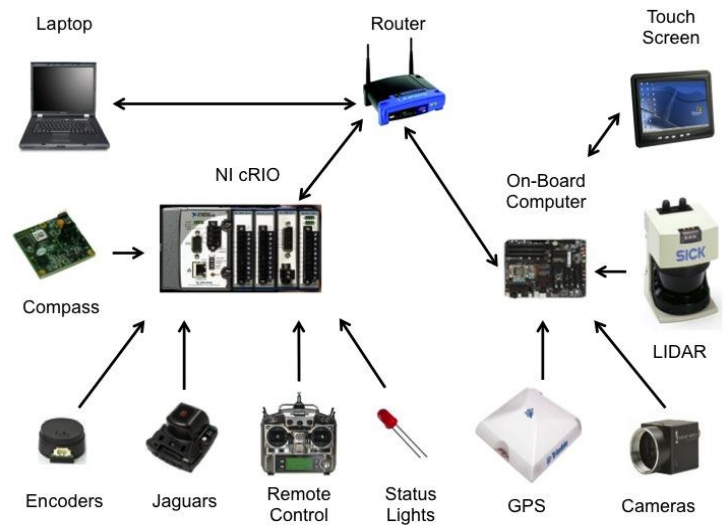 Laptop
Router
Touch
Screen
NI cRIO
On-Board
Computer
SICK
Compass
LIDAR
Trimble
Encoders
Jaguars
Remote
Control
Status
Lights
GPS
Cameras